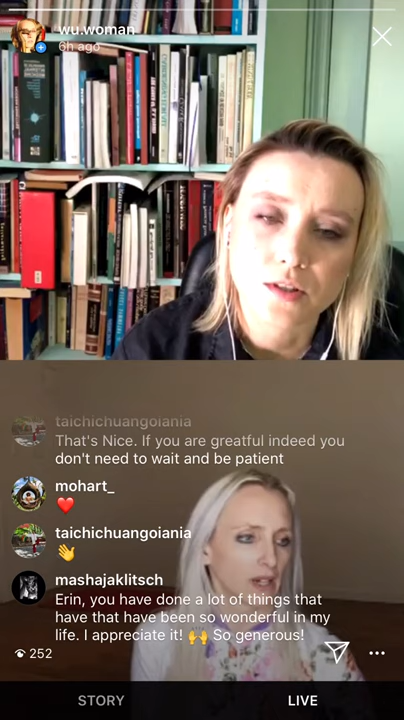 wu.woman
6h ago
taichichuangoiania
That's Nice. If you are greatful indeed you
don't need to wait and be patient
mohart_
❤️
taichichuangoiania
👋
mashajaklitsch
Erin, you have done a lot of things that
have that have been so wonderful in my
life. I appreciate it! 🙌 So generous!
252
STORY
LIVE